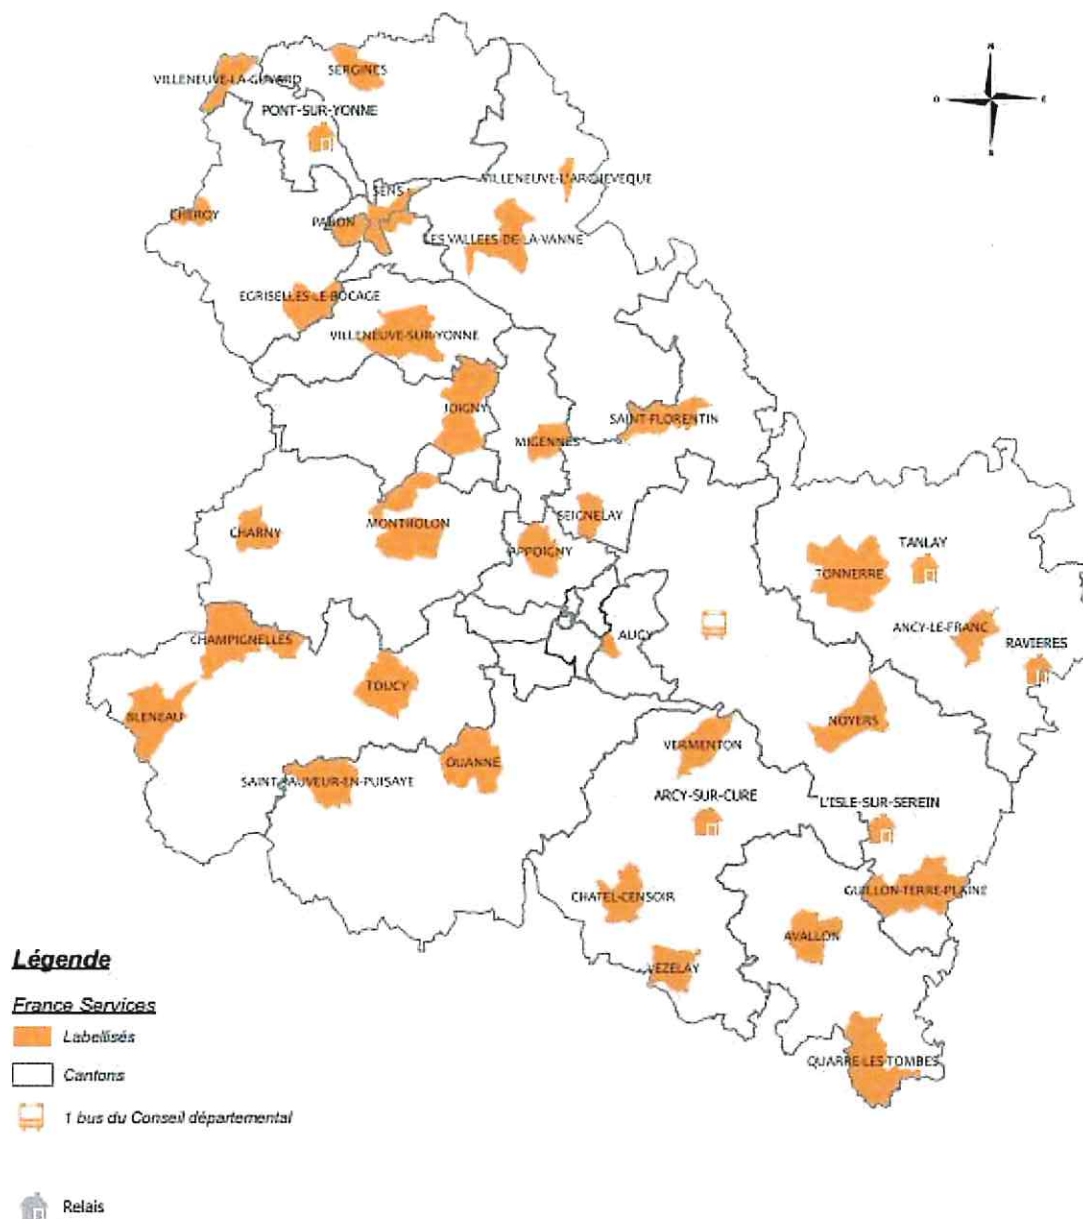 N
VILLENEUVE-LA-GUYARD
SERGINES
O
E
PONT-SUR-YONNE
S
VILLENEUVE-L'ARCHEVEQUE
SENS
CHEROY
PARON
LES VALLEES-DE-LA-VANNE
EGRISELLES-LE-BOCAGE
VILLENEUVE-SUR-YONNE
JOIGNY
SAINT-FLORENTIN
MIGENNES
SEIGNELAY
CHARNY
MONTHOLON
APPOIGNY
TANLAY
TONNERRE
ANCY-LE-FRANC
CHAMPIGNELLES
AUGY
RAVIERES
TOUCY
BLENEAU
NOYERS
VERMENTON
OUANNE
SAINT-SAUVEUR-EN-PUISAYE
ARCY-SUR-CURE
L'ISLE-SUR-SEREIN
CHATEL-CENSOIR
GUILLON-TERRE-PLAINE
AVALLON
VEZELAY
QUARRE-LES-TOMBES
Légende
France Services
Labellisés
Cantons
1 bus du Conseil départemental
Relais